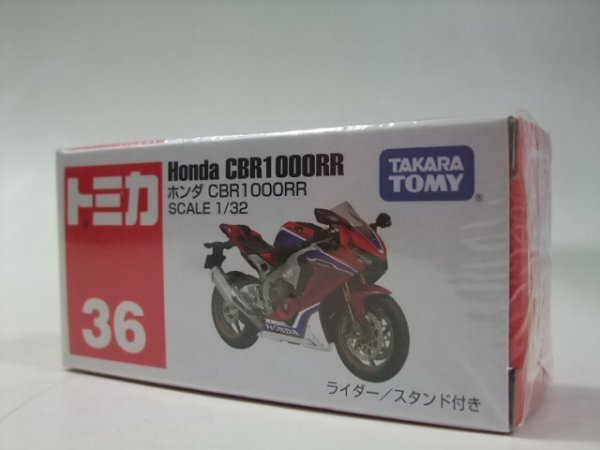 トミカ
36
Honda CBR1000RR
ホンダ CBR1000RR
SCALE 1/32
TAKARA
TOMY
HONDA
ライダー/スタンド付き